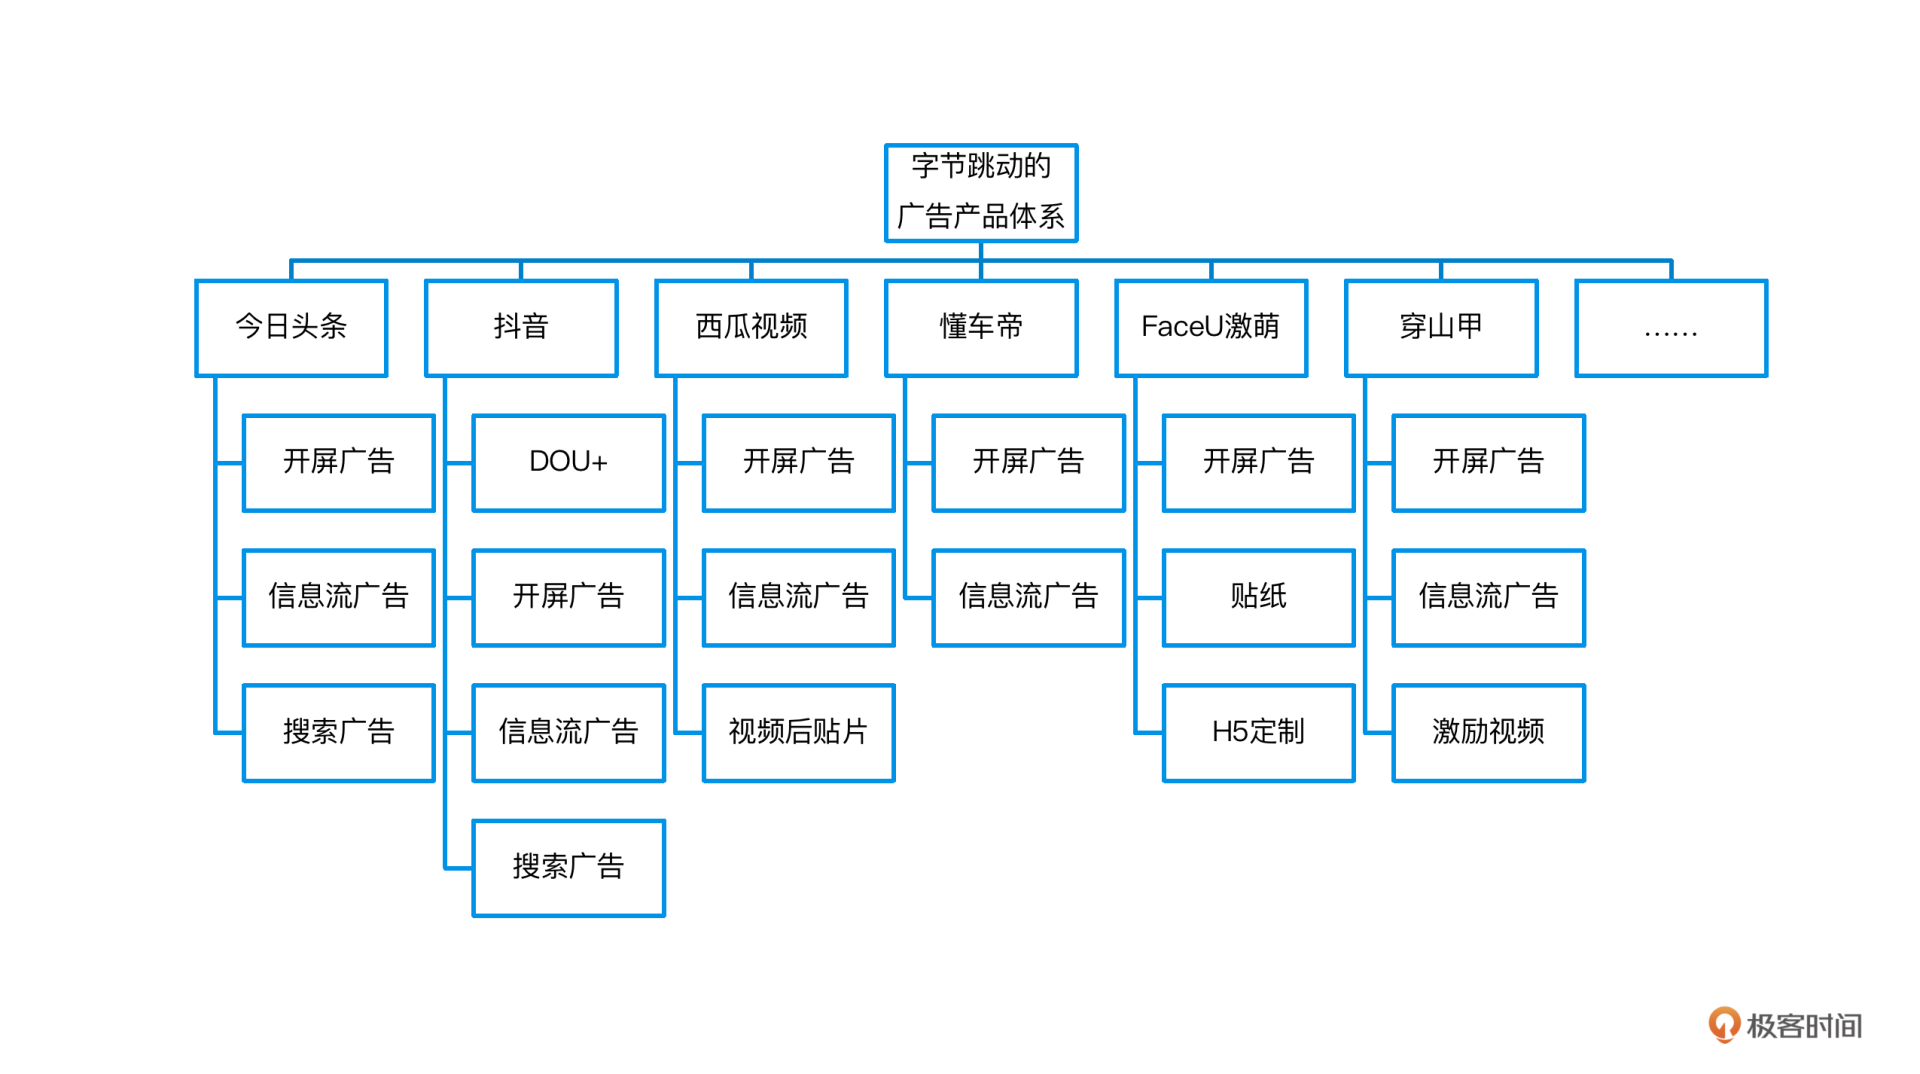 字节跳动的
广告产品体系
今日头条
抖音
西瓜视频
懂车帝
FaceU激萌
穿山甲
......
开屏广告
DOU+
开屏广告
开屏广告
开屏广告
开屏广告
信息流广告
开屏广告
信息流广告
信息流广告
贴纸
信息流广告
搜索广告
信息流广告
视频后贴片
H5定制
激励视频
搜索广告
极客时间